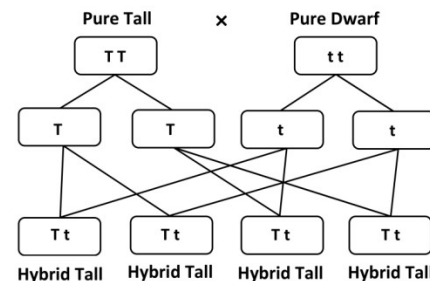 Pure Tall × Pure Dwarf
T T t t
T T t t
T t T t T t T t
Hybrid Tall Hybrid Tall Hybrid Tall Hybrid Tall